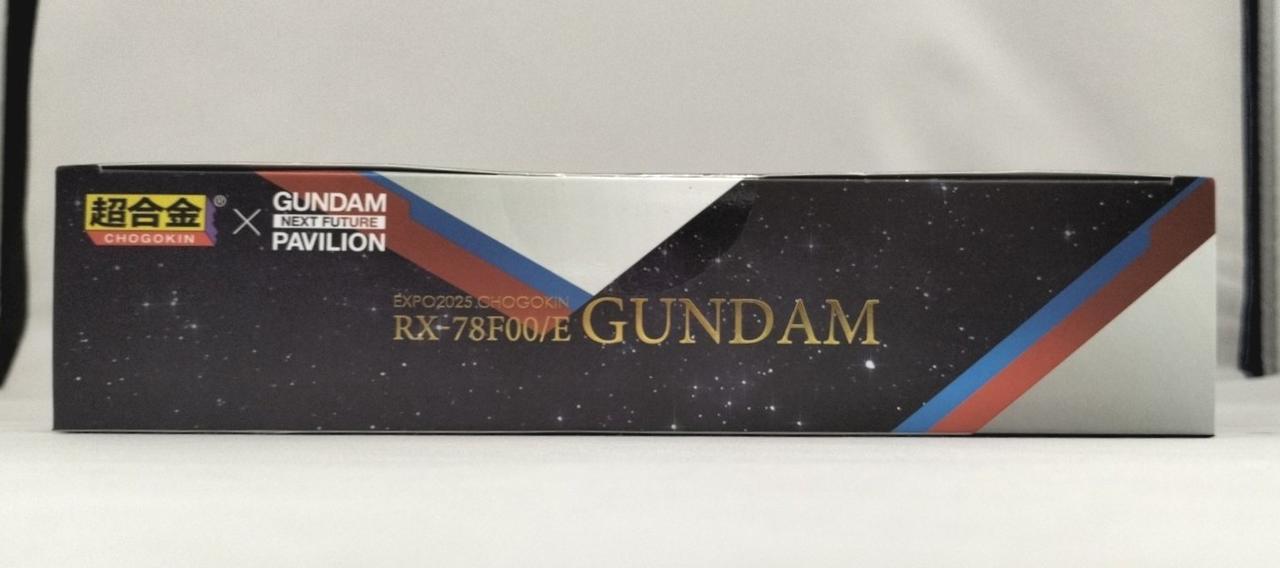 超合金®
CHOGOKIN
×
GUNDAM
NEXT FUTURE
PAVILION
EXPO2025 CHOGOKIN
RX-78F00/E GUNDAM